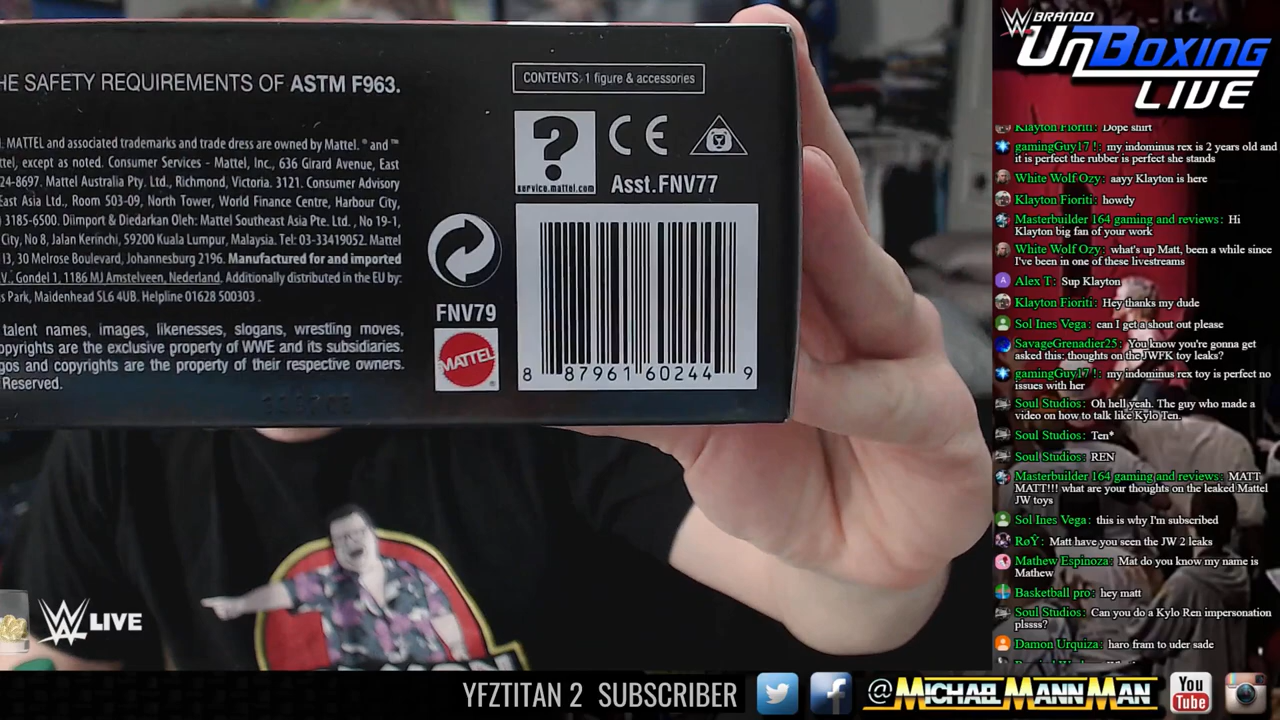 HE SAFETY REQUIREMENTS OF ASTM F963.
MATTEL and associated trademarks and trade dress are owned by Mattel. ® and ™
ttel, except as noted. Consumer Services - Mattel, Inc., 636 Girard Avenue, East
24-8697. Mattel Australia Pty. Ltd., Richmond, Victoria. 3121. Consumer Advisory
East Asia Ltd., Room 503-09, North Tower, World Finance Centre, Harbour City,
) 3185-6500. Diimport & Diedarkan Oleh: Mattel Southeast Asia Pte. Ltd., No 19-1,
City, No 8, Jalan Kerinchi, 59200 Kuala Lumpur, Malaysia. Tel: 03-33419052. Mattel
13, 30 Melrose Boulevard, Johannesburg 2196. Manufactured for and imported
.V., Gondel 1, 1186 MJ Amstelveen, Nederland. Additionally distributed in the EU by:
s Park, Maidenhead SL6 4UB. Helpline 01628 500303 .
talent names, images, likenesses, slogans, wrestling moves,
opyrights are the exclusive property of WWE and its subsidiaries.
gos and copyrights are the property of their respective owners.
Reserved.
CONTENTS: 1 figure & accessories
?
service.mattel.com
CE
Asst.FNV77
FNV79
MATTEL
8 87961 60244 9
W LIVE
W BRANDO
UnBoxing
LIVE
Klayton Fioriti: Dope shirt
gamingGuy17 !: my indominus rex is 2 years old and
it is perfect the rubber is perfect she stands
White Wolf Ozy: aayy Klayton is here
Klayton Fioriti: howdy
Masterbuilder 164 gaming and reviews: Hi
Klayton big fan of your work
White Wolf Ozy: what's up Matt, been a while since
I've been in one of these livestreams
A Alex T: Sup Klayton
Klayton Fioriti: Hey thanks my dude
Sol Ines Vega: can I get a shout out please
SavageGrenadier25: You know you're gonna get
asked this: thoughts on the JWFK toy leaks?
gamingGuy17 !: my indominus rex toy is perfect no
issues with her
Soul Studios: Oh hell yeah. The guy who made a
video on how to talk like Kylo Ten.
Soul Studios: Ten*
Soul Studios: REN
Masterbuilder 164 gaming and reviews: MATT
MATT!!! what are your thoughts on the leaked Mattel
JW toys
Sol Ines Vega: this is why I'm subscribed
RøÝ: Matt have you seen the JW 2 leaks
Mathew Espinoza: Mat do you know my name is
Mathew
Basketball pro: hey matt
Soul Studios: Can you do a Kylo Ren impersonation
plssss?
Damon Urquiza: haro fram to uder sade
YFZTITAN 2 SUBSCRIBER
@MichaelMannMan
You
Tube